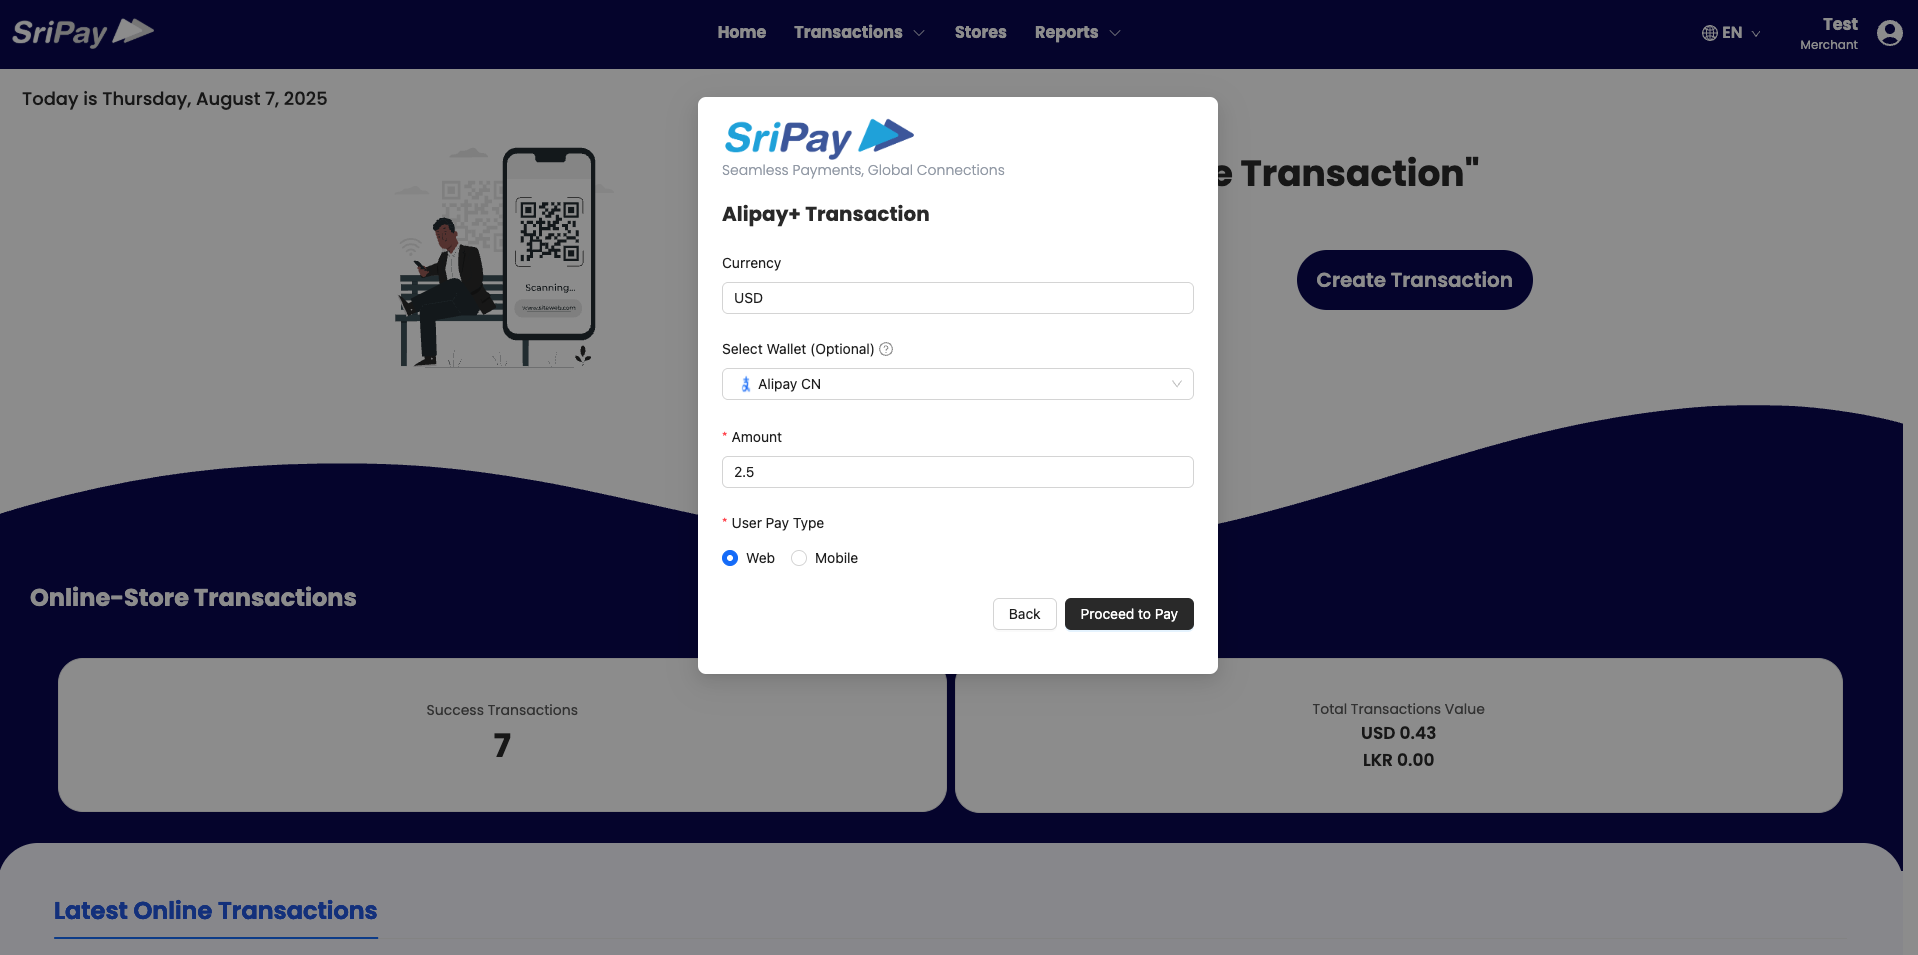 SriPay
Home
Transactions
Stores
Reports
EN
Test
Merchant
Today is Thursday, August 7, 2025
Scanning...
SriPay
Seamless Payments, Global Connections
Alipay+ Transaction
Currency
USD
Select Wallet (Optional)
Alipay CN
* Amount
2.5
* User Pay Type
Web
Mobile
Back
Proceed to Pay
e Transaction"
Create Transaction
Online-Store Transactions
Success Transactions
7
Total Transactions Value
USD 0.43
LKR 0.00
Latest Online Transactions